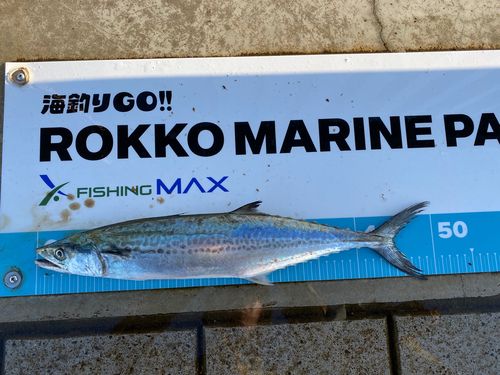 海釣りGO!!
ROKKO MARINE PA
FISHING MAX
50